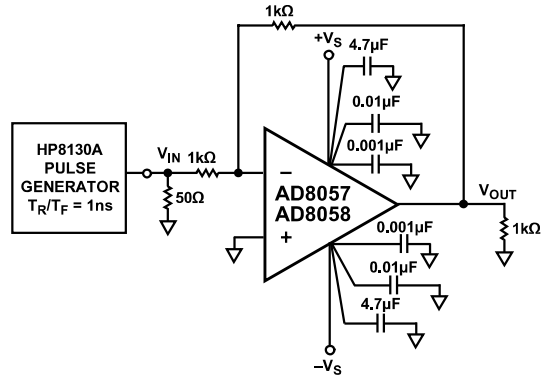 1kΩ
+VS
4.7µF
0.01µF
0.001µF
HP8130A
PULSE
GENERATOR
TR/TF = 1ns
VIN
1kΩ
50Ω
–
+
AD8057
AD8058
VOUT
1kΩ
0.001µF
0.01µF
4.7µF
–VS